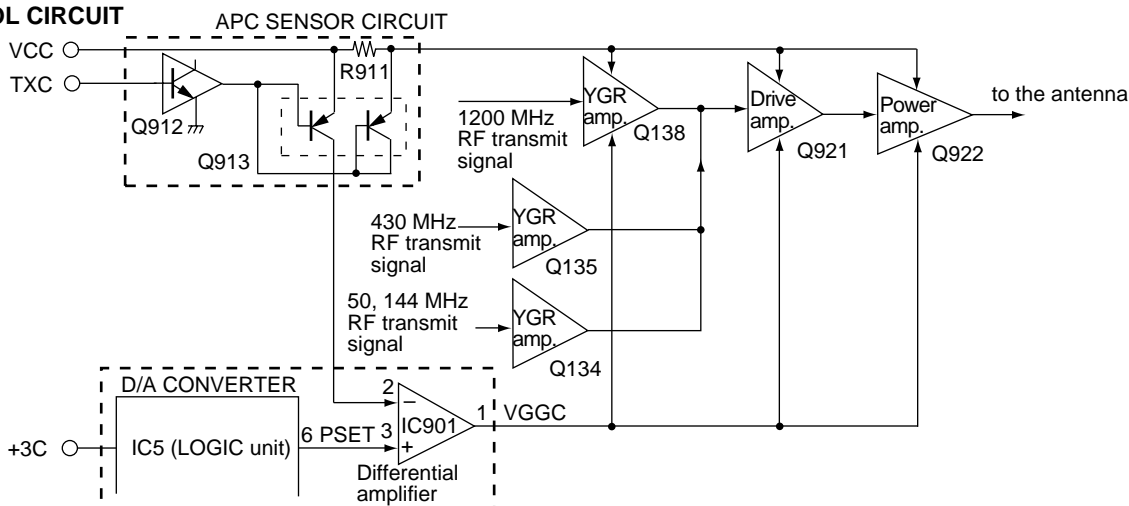 OL CIRCUIT
APC SENSOR CIRCUIT
VCC
TXC
R911
Q912
Q913
1200 MHz
RF transmit
signal
YGR
amp.
Q138
Drive
amp.
Q921
Power
amp.
Q922
to the antenna
430 MHz
RF transmit
signal
YGR
amp.
Q135
50, 144 MHz
RF transmit
signal
YGR
amp.
Q134
D/A CONVERTER
+3C
IC5 (LOGIC unit)
6 PSET 3
2
–
IC901
+
1 VGGC
Differential
amplifier